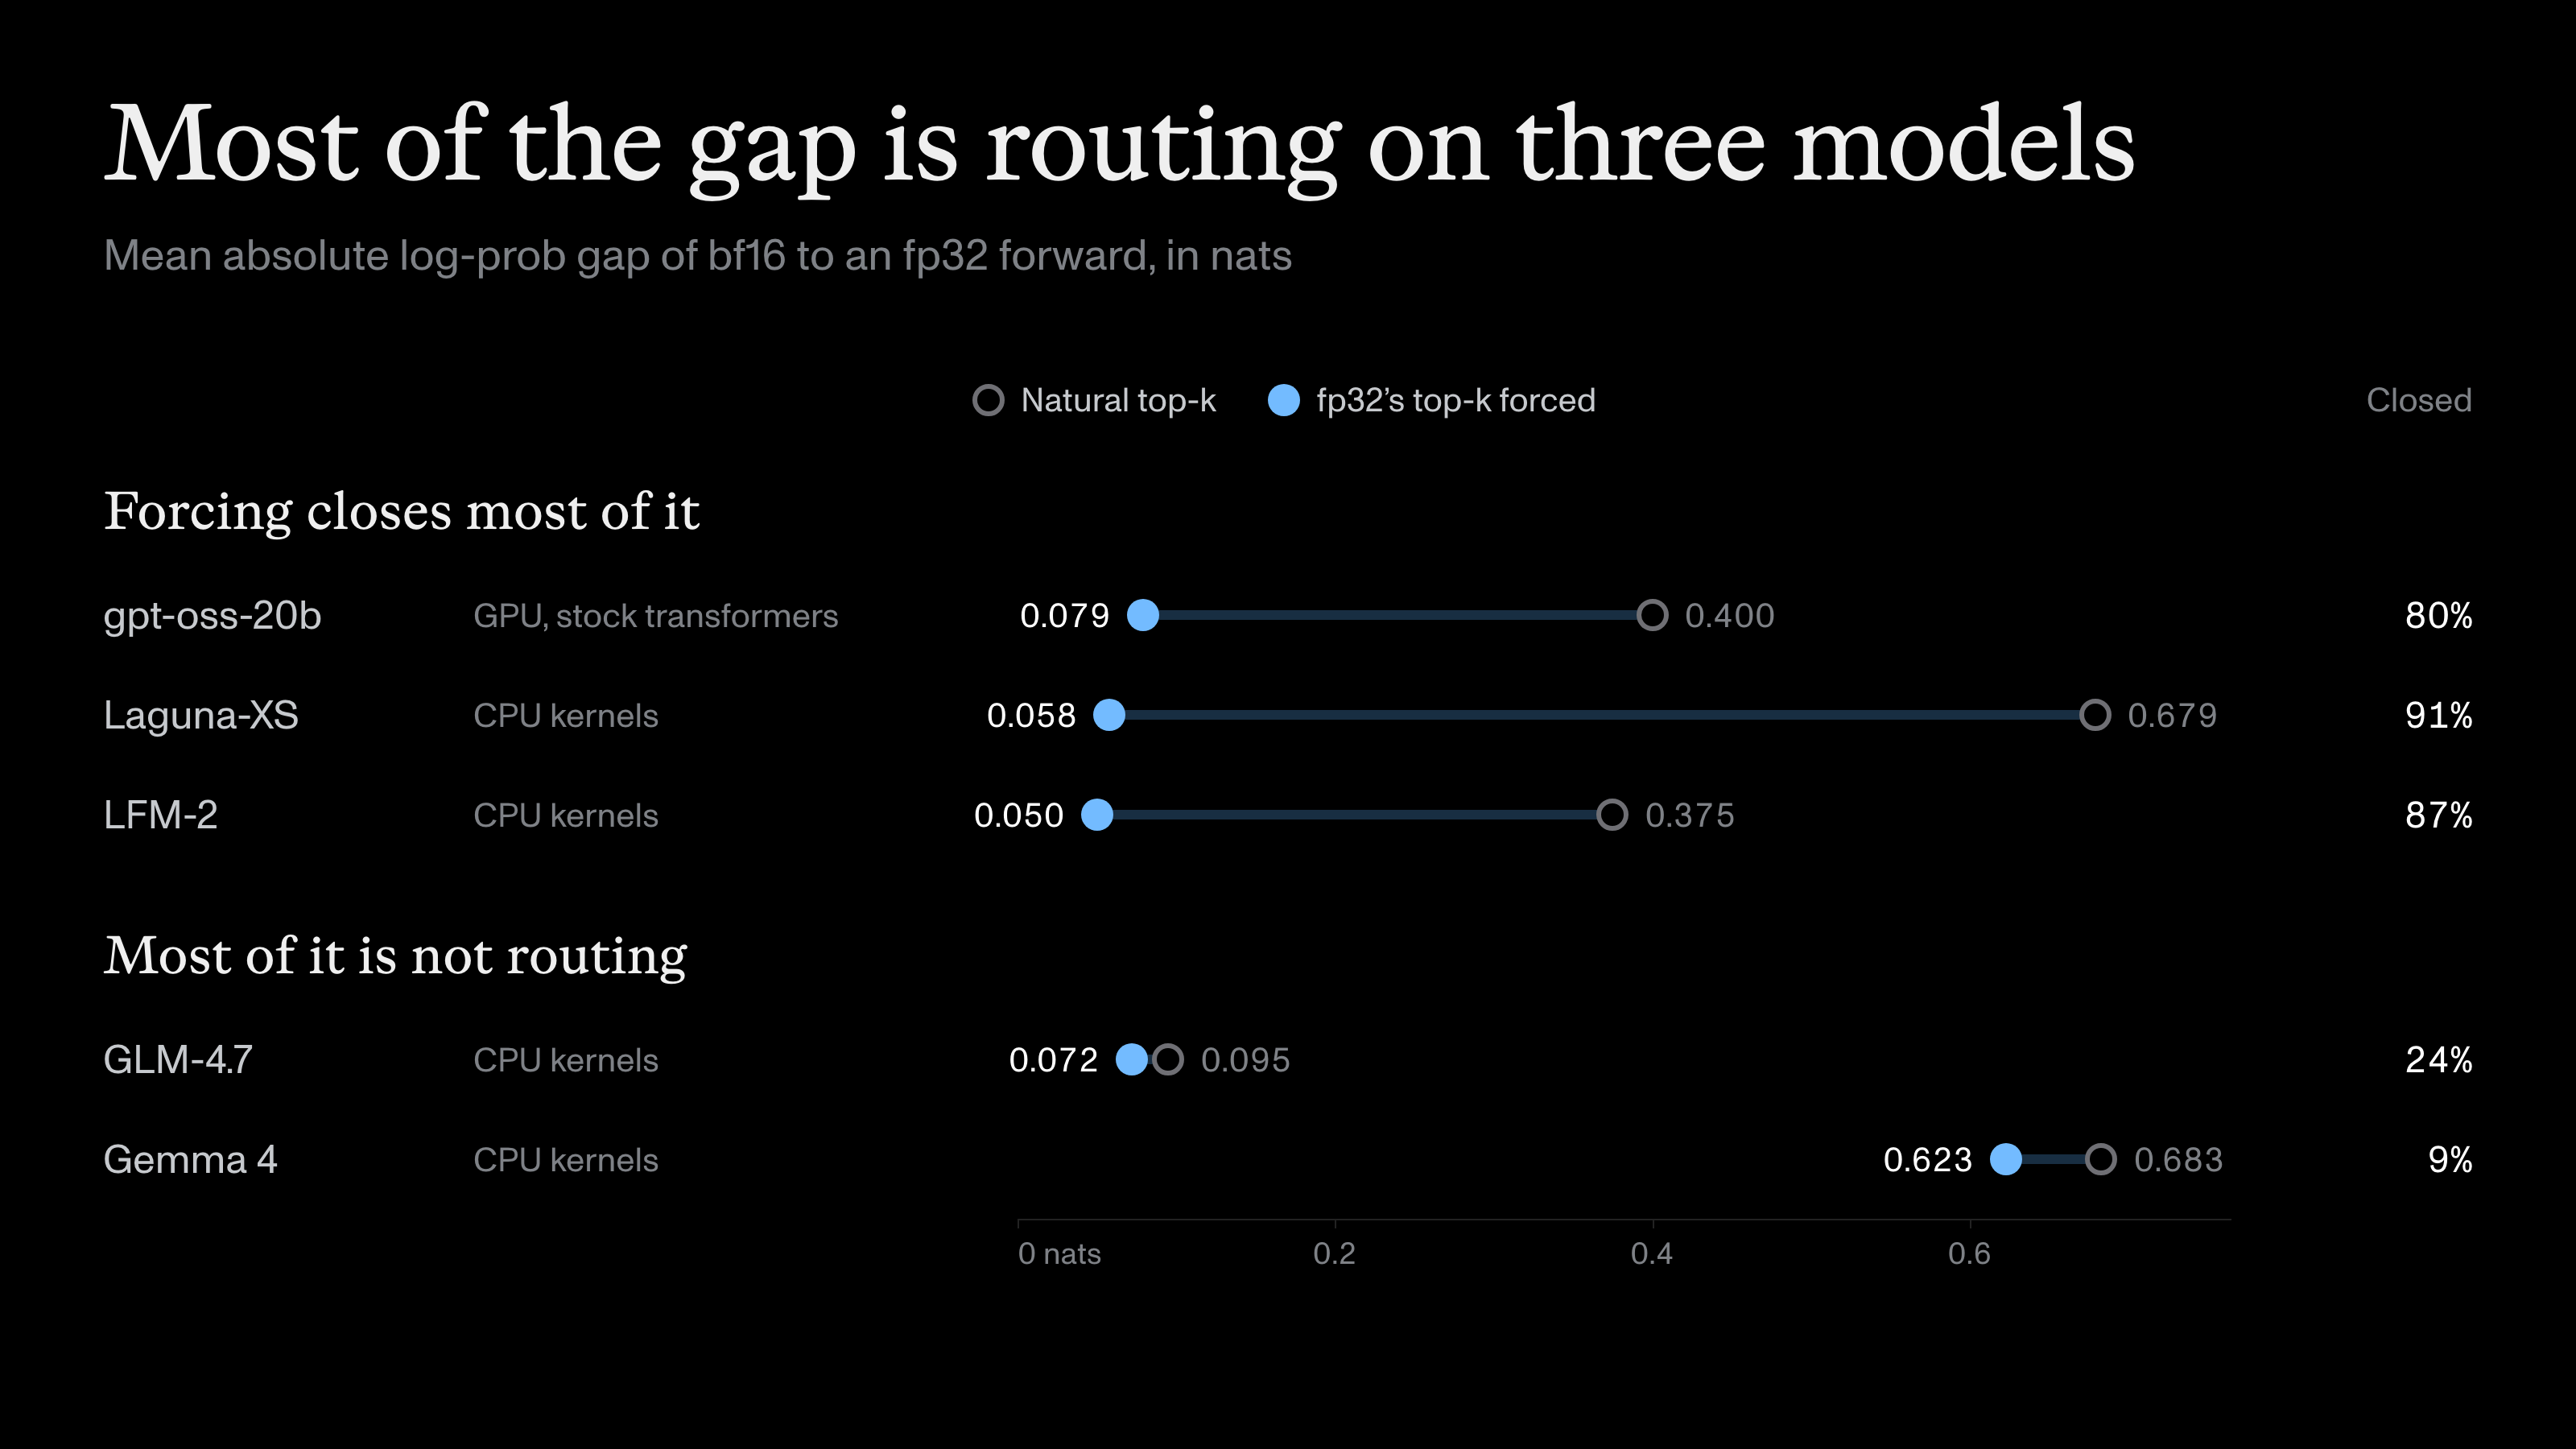 Most of the gap is routing on three models
Mean absolute log-prob gap of bf16 to an fp32 forward, in nats
Natural top-k fp32’s top-k forced Closed
Forcing closes most of it
gpt-oss-20b GPU, stock transformers 0.079 0.400 80%
Laguna-XS CPU kernels 0.058 0.679 91%
LFM-2 CPU kernels 0.050 0.375 87%
Most of it is not routing
GLM-4.7 CPU kernels 0.072 0.095 24%
Gemma 4 CPU kernels 0.623 0.683 9%
0 nats 0.2 0.4 0.6